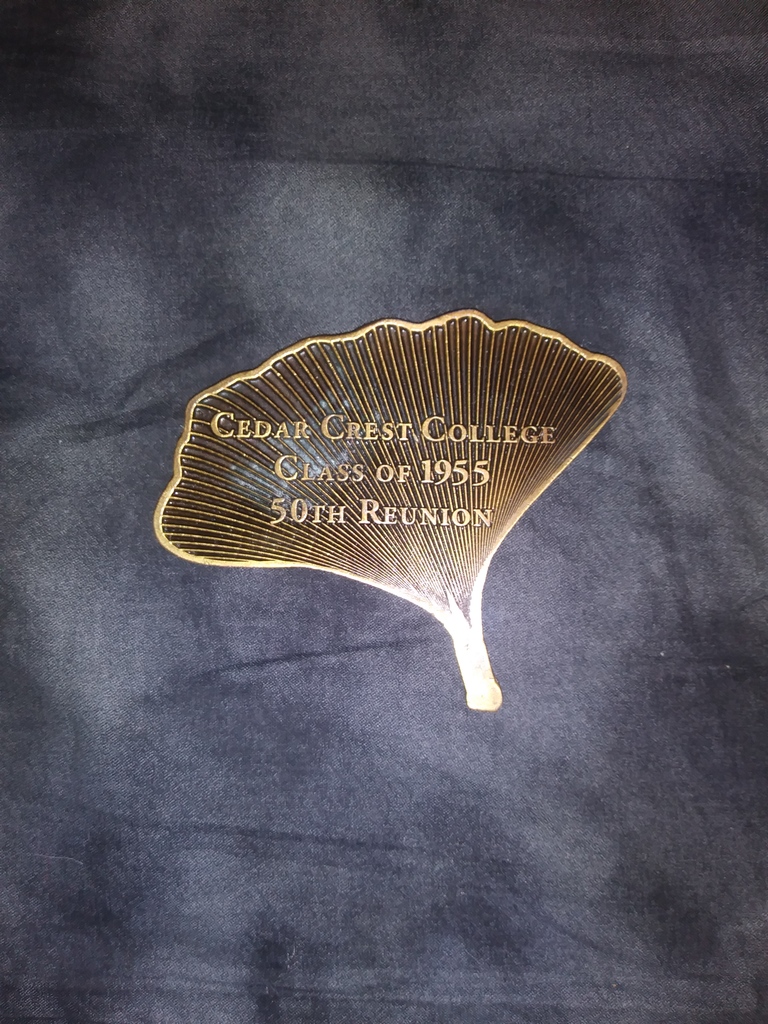 Cedar Crest College
Class of 1955
50th Reunion